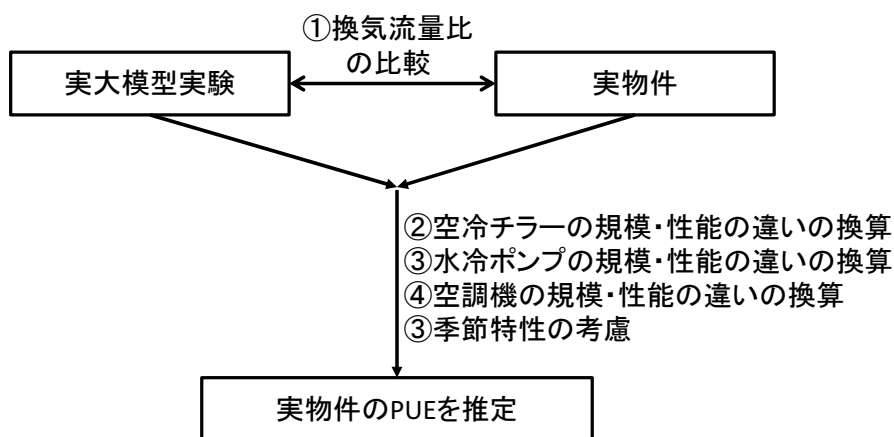 ①換気流量比
の比較
実大模型実験
実物件
②空冷チラーの規模・性能の違いの換算
③水冷ポンプの規模・性能の違いの換算
④空調機の規模・性能の違いの換算
③季節特性の考慮
実物件のPUEを推定